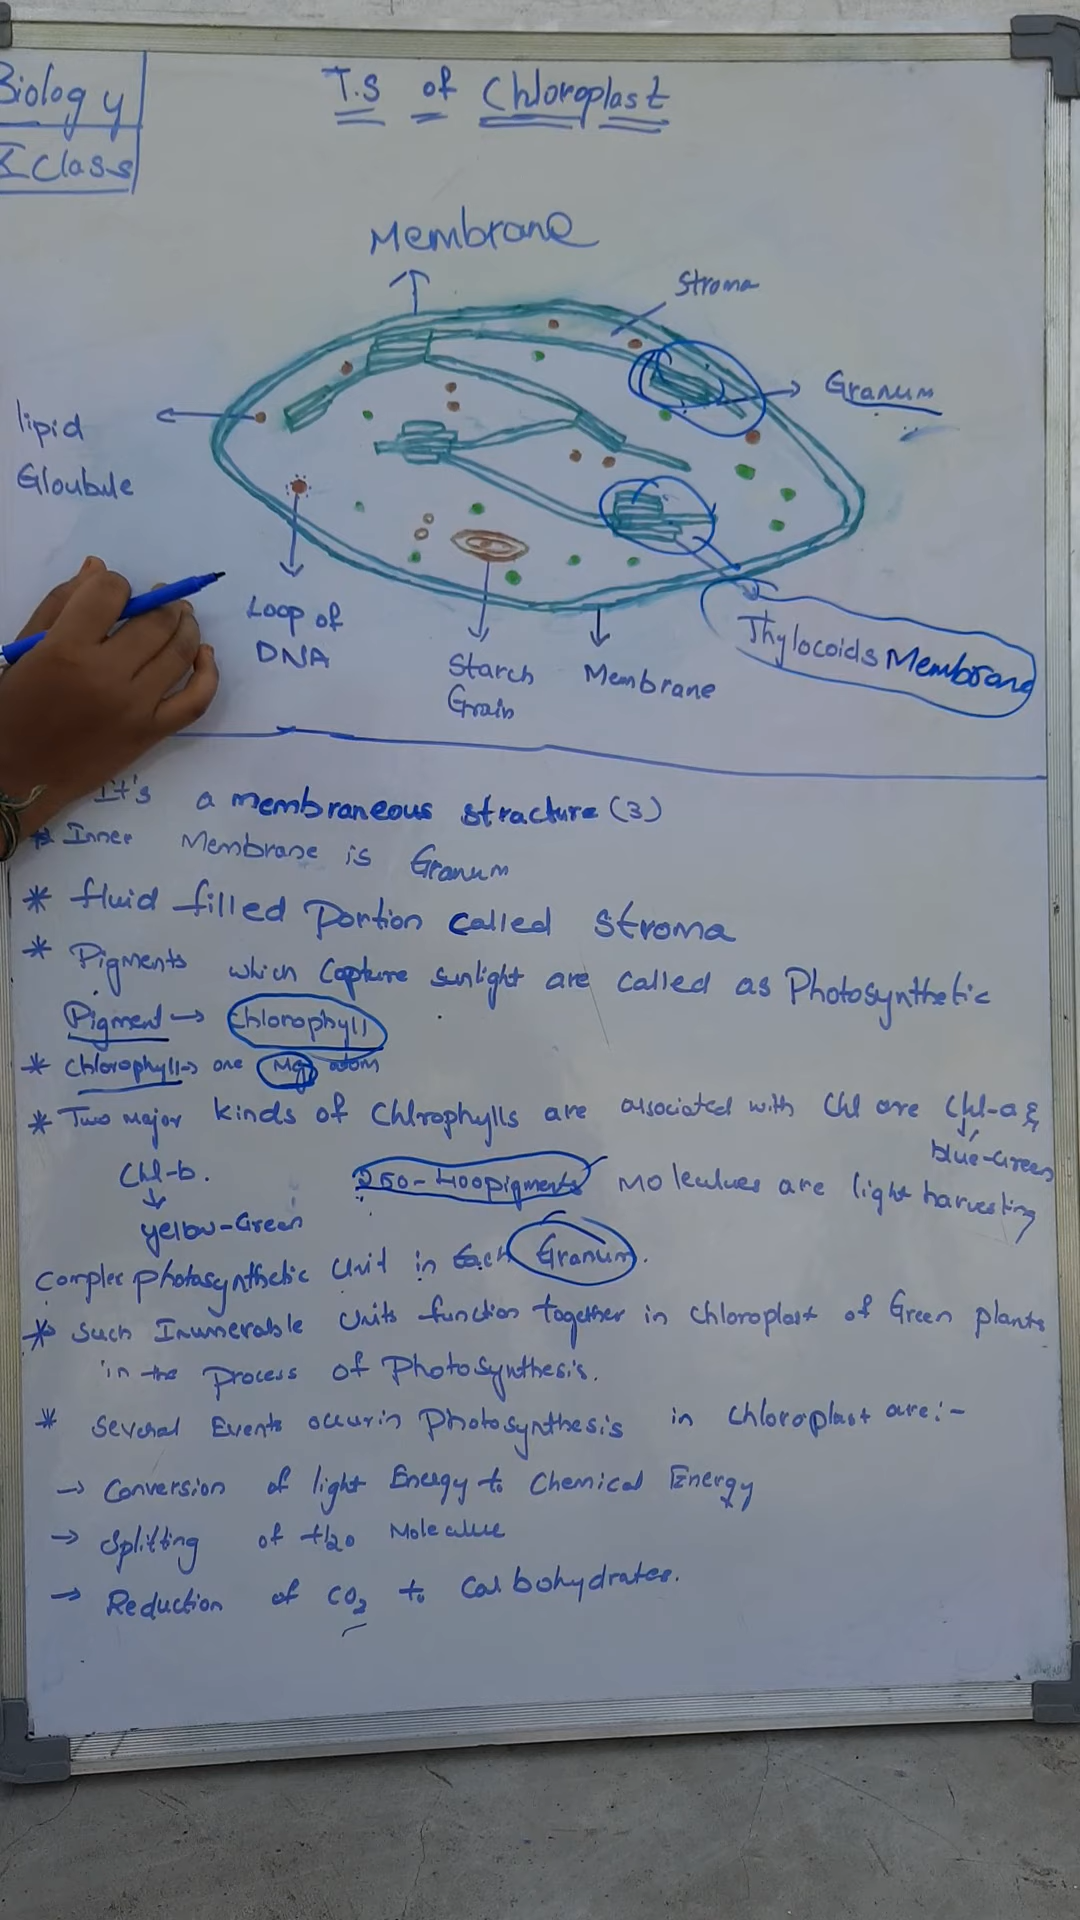 Biology
X Class
T.S of Chloroplast
Membrane
Stroma
Granum
lipid
Gloubule
Loop of
DNA
Starch
Grain
Membrane
Thylocoids Membrane
It's a membraneous structure (3)
* Inner Membrane is Granum
* fluid filled Portion called stroma
* Pigments which Capture sunlight are called as Photosynthetic
Pigment → Chlorophyll
* Chlorophyll → one Mg atom
* Two Major kinds of Chlrophylls are associated with Chl are Chl-a &
blue-Green
Chl-b.
yellow-Green
250-400 pigments Moleculues are light harvesting
Complex photasynthetic Unit in Each Granum.
* Such Inumerable Units function together in chloroplast of Green plants
in the Process of Photosynthesis.
* Several Events occur in Photosynthesis in chloroplast are:-
→ Conversion of light Energy to Chemical Energy
→ Splitting of H20 Moleculue
→ Reduction of CO2 to Carbohydrates.